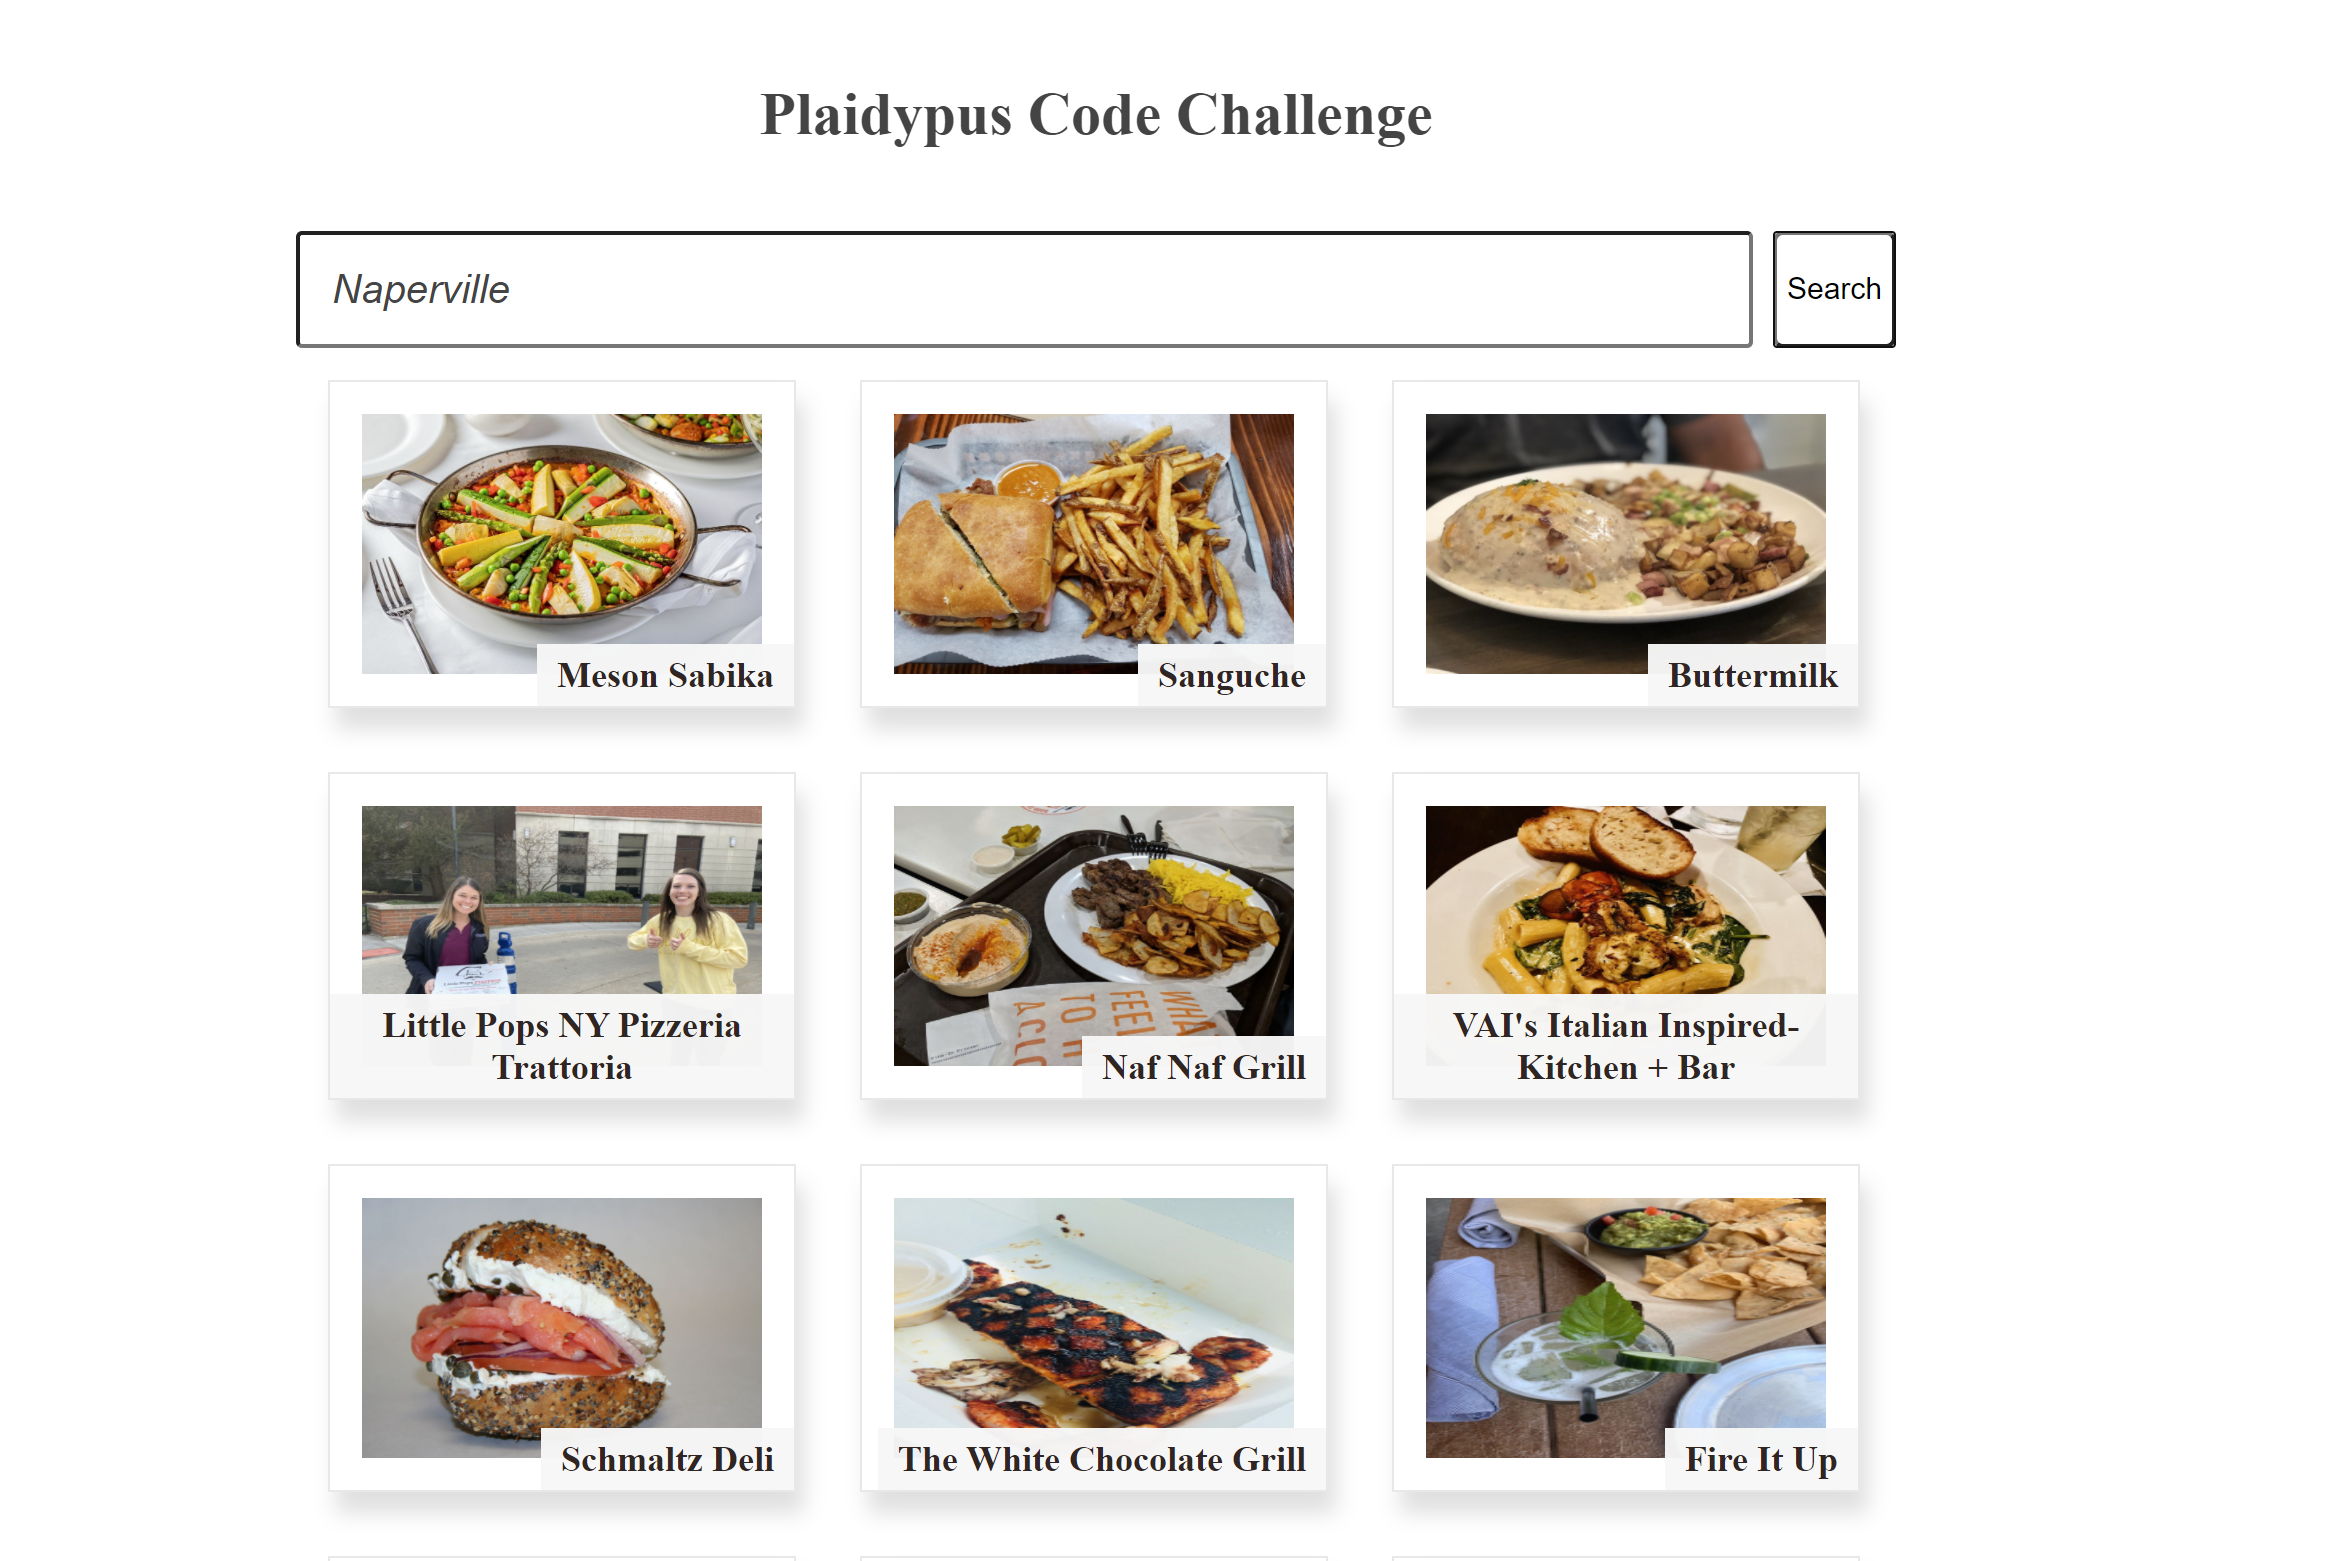 Plaidypus Code Challenge
Naperville
Search
Meson Sabika
Sanguche
Buttermilk
Little Pops NY Pizzeria
Trattoria
Naf Naf Grill
VAI's Italian Inspired-
Kitchen + Bar
Schmaltz Deli
The White Chocolate Grill
Fire It Up